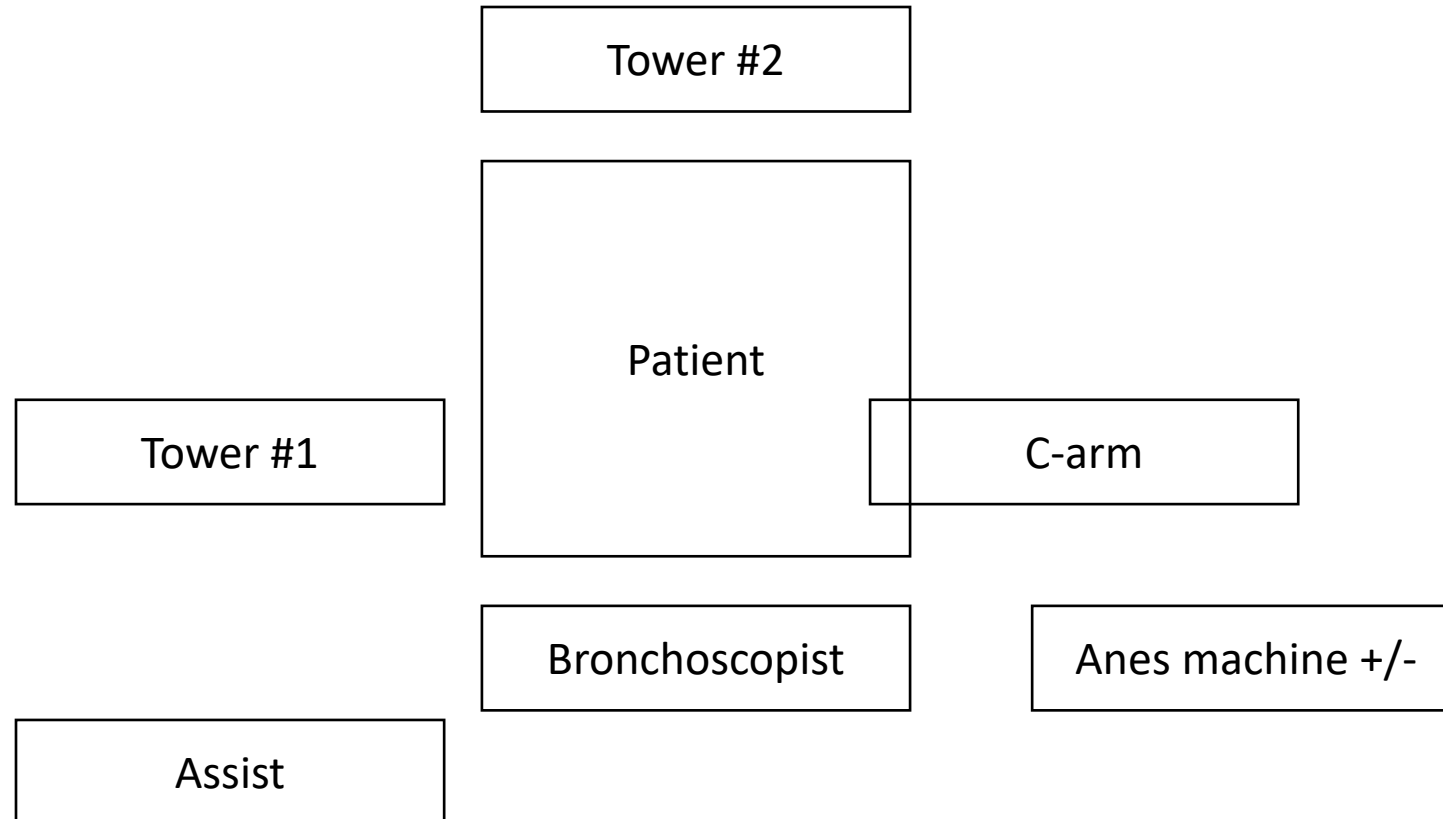 Tower #2
Patient
Tower #1
C-arm
Bronchoscopist
Anes machine +/-
Assist